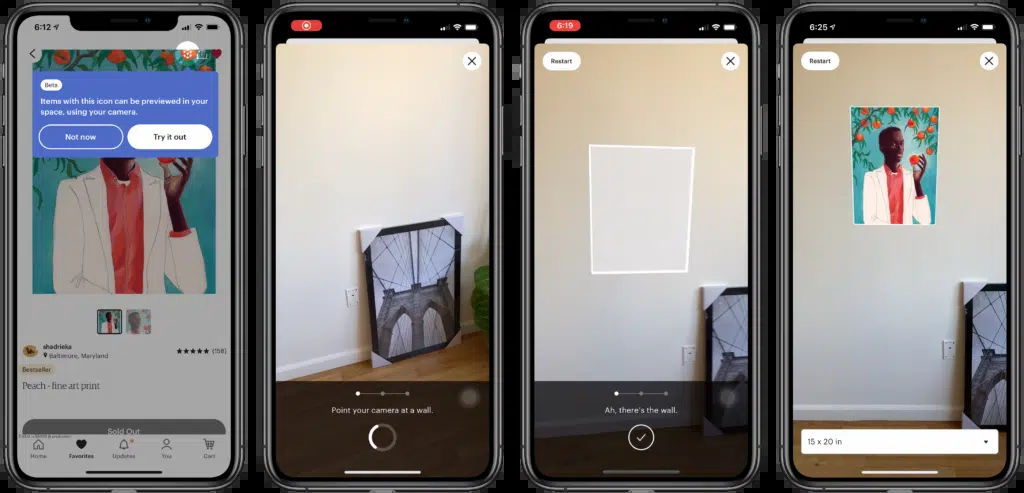 6:12
Beta
Items with this icon can be previewed in your
space, using your camera.
Not now
Try it out
shadrieka
Baltimore, Maryland
(158)
Bestseller
Peach - fine art print
Sold Out
Home
Favorites
Updates
You
Cart
Point your camera at a wall.
6:19
Restart
Ah, there's the wall.
6:25
Restart
15 x 20 in